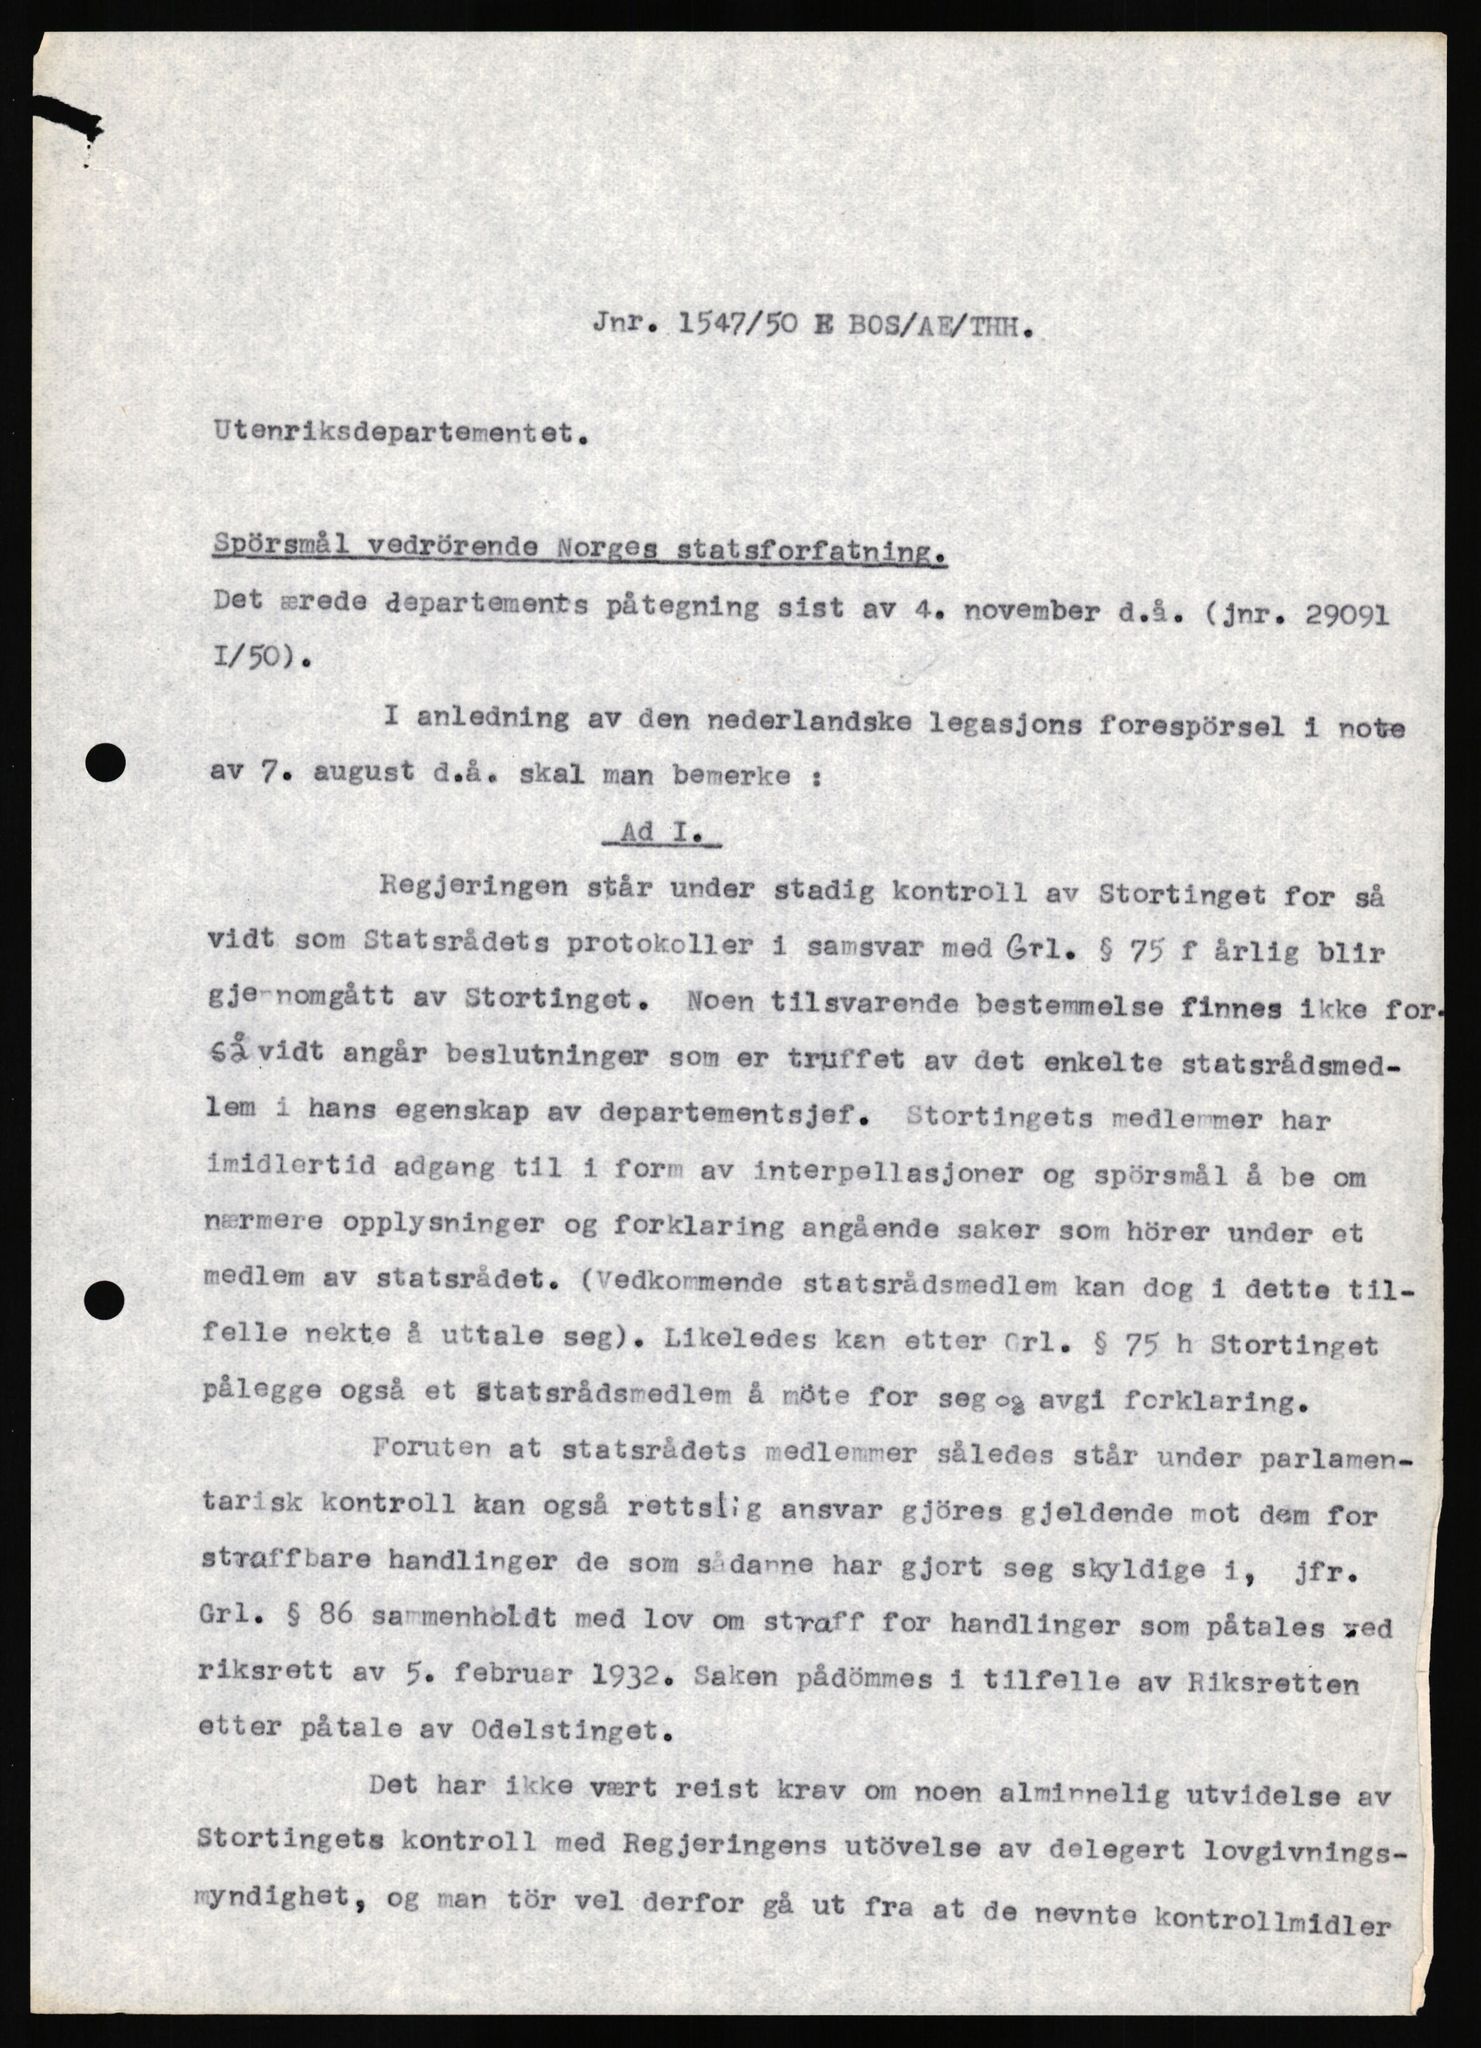 Jnr. 1547/50 E BOS/AE/THH.
Utenriksdepartementet.
Spörsmål vedrörende Norges statsforfatning.
Det ærede departements påtegning sist av 4. november d.å. (jnr. 29091
I/50).
I anledning av den nederlandske legasjons forespörsel i note
av 7. august d.å. skal man bemerke :
Ad I.
Regjeringen står under stadig kontroll av Stortinget for så
vidt som Statsrådets protokoller i samsvar med Grl. § 75 f årlig blir
gjennomgått av Stortinget. Noen tilsvarende bestemmelse finnes ikke for-
så vidt angår beslutninger som er truffet av det enkelte statsrådsmed-
lem i hans egenskap av departementsjef. Stortingets medlemmer har
imidlertid adgang til i form av interpellasjoner og spörsmål å be om
nærmere opplysninger og forklaring angående saker som hörer under et
medlem av statsrådet. (Vedkommende statsrådsmedlem kan dog i dette til-
felle nekte å uttale seg). Likeledes kan etter Grl. § 75 h Stortinget
pålegge også et statsrådsmedlem å möte for seg og avgi forklaring.
Foruten at statsrådets medlemmer således står under parlamen-
tarisk kontroll kan også rettslig ansvar gjöres gjeldende mot dem for
straffbare handlinger de som sådanne har gjort seg skyldige i, jfr.
Grl. § 86 sammenholdt med lov om straff for handlinger som påtales ved
riksrett av 5. februar 1932. Saken pådömmes i tilfelle av Riksretten
etter påtale av Odelstinget.
Det har ikke vært reist krav om noen alminnelig utvidelse av
Stortingets kontroll med Regjeringens utövelse av delegert lovgivnings-
myndighet, og man tör vel derfor gå ut fra at de nevnte kontrollmidler